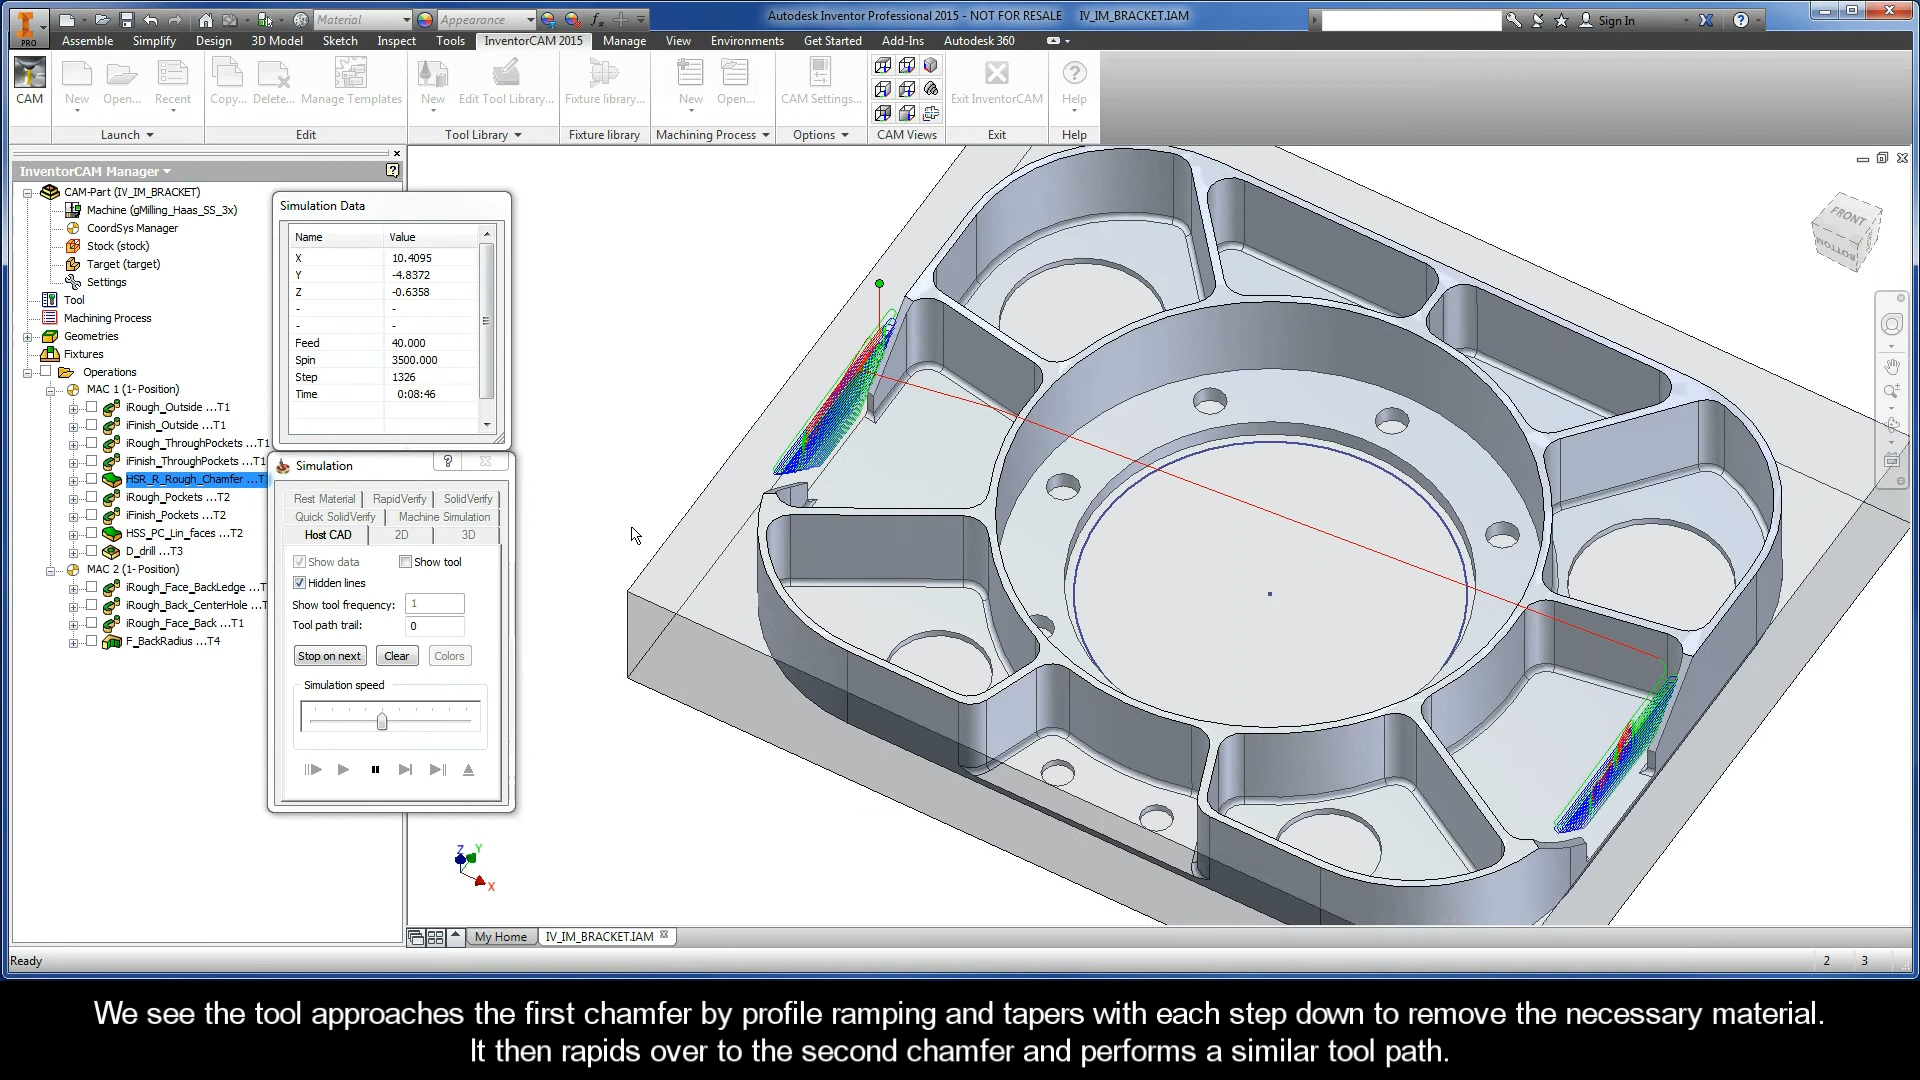 PRO
Material
Appearance
Autodesk Inventor Professional 2015 - NOT FOR RESALE IV_IM_BRACKET.IAM
Sign In
Assemble Simplify Design 3D Model Sketch Inspect Tools InventorCAM 2015 Manage View Environments Get Started Add-Ins Autodesk 360
CAM New Open... Recent Copy... Delete... Manage Templates New Edit Tool Library... Fixture library... New Open... CAM Settings... Exit InventorCAM Help
Launch Edit Tool Library Fixture library Machining Process Options CAM Views Exit Help
InventorCAM Manager
CAM-Part (IV_IM_BRACKET)
Machine (gMilling_Haas_SS_3x)
CoordSys Manager
Stock (stock)
Target (target)
Settings
Tool
Machining Process
Geometries
Fixtures
Operations
MAC 1 (1- Position)
iRough_Outside ...T1
iFinish_Outside ...T1
iRough_ThroughPockets ...T1
iFinish_ThroughPockets ...T1
HSR_R_Rough_Chamfer ...T
iRough_Pockets ...T2
iFinish_Pockets ...T2
HSS_PC_Lin_faces ...T2
D_drill ...T3
MAC 2 (1- Position)
iRough_Face_BackLedge ...T
iRough_Back_CenterHole ...T
iRough_Face_Back ...T1
F_BackRadius ...T4
Simulation Data
Name Value
X 10.4095
Y -4.8372
Z -0.6358
- -
- -
Feed 40.000
Spin 3500.000
Step 1326
Time 0:08:46
Simulation
Rest Material RapidVerify SolidVerify
Quick SolidVerify Machine Simulation
Host CAD 2D 3D
Show data Show tool
Hidden lines
Show tool frequency: 1
Tool path trail: 0
Stop on next Clear Colors
Simulation speed
FRONT
BOTTOM
Z Y
X
My Home IV_IM_BRACKET.IAM
Ready 2 3
We see the tool approaches the first chamfer by profile ramping and tapers with each step down to remove the necessary material.
It then rapids over to the second chamfer and performs a similar tool path.